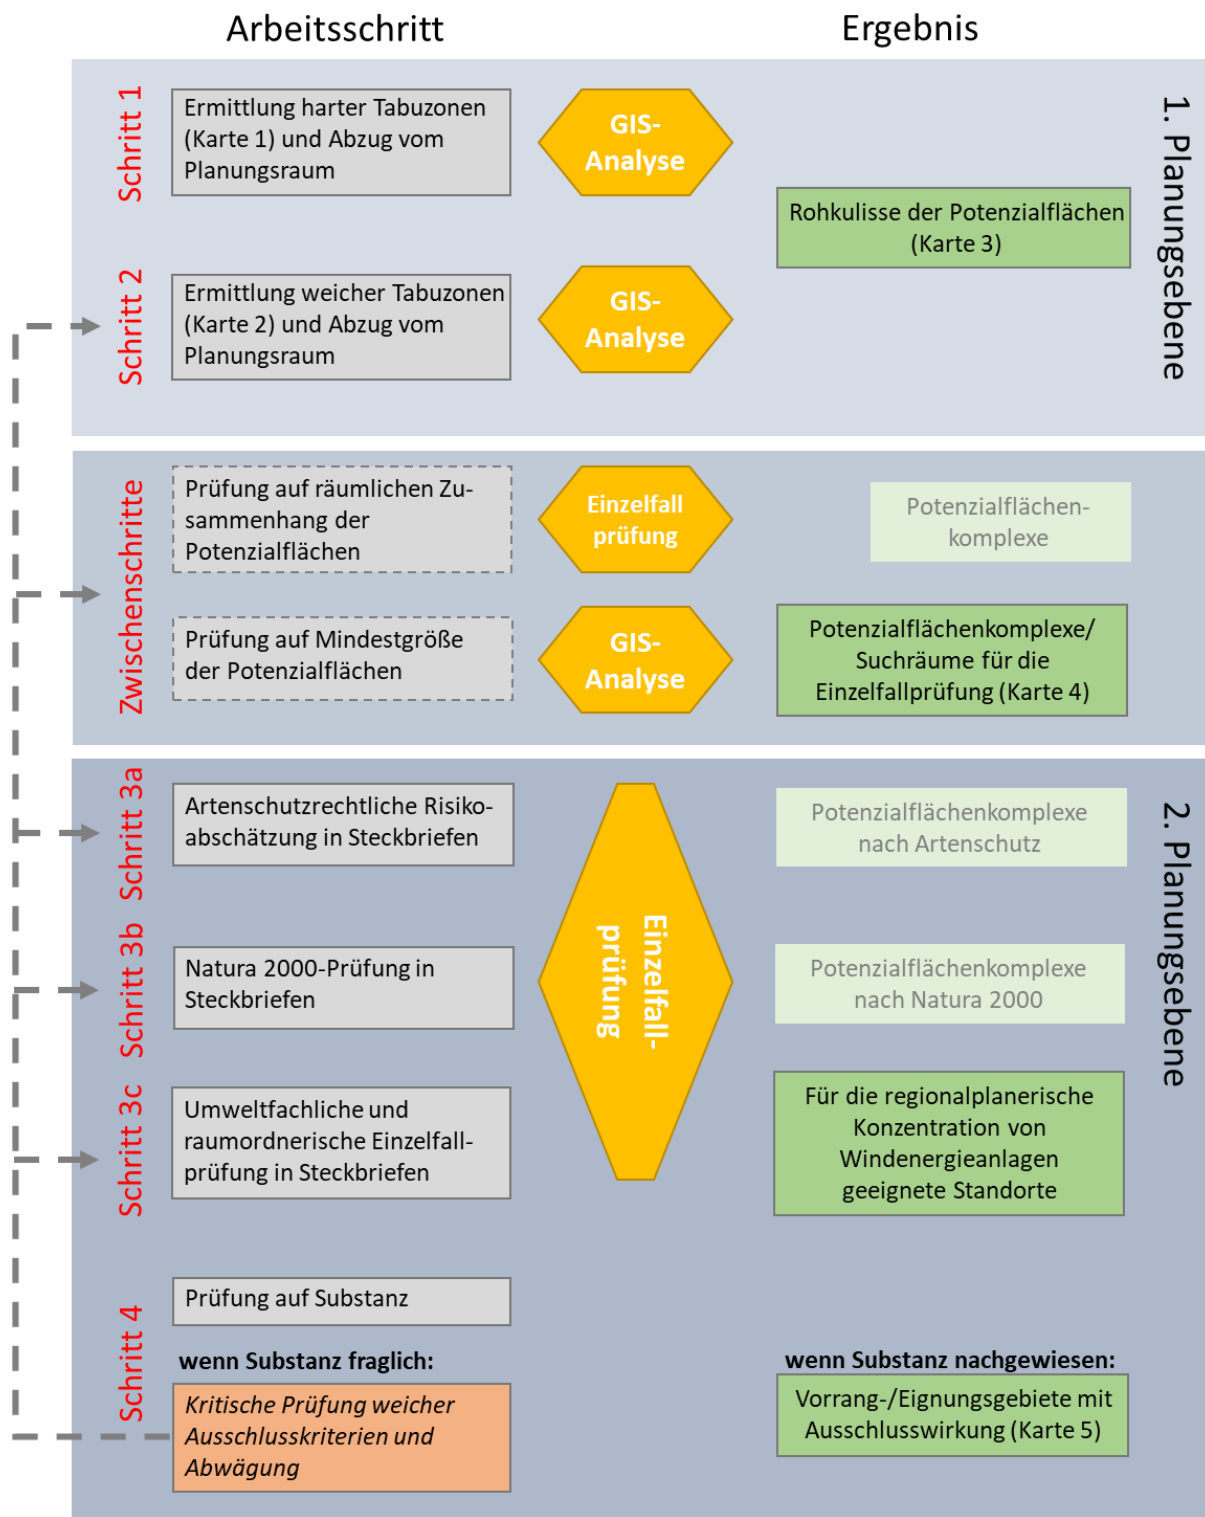 Arbeitsschritt
Ergebnis
1. Planungsebene
Schritt 1
Ermittlung harter Tabuzonen
(Karte 1) und Abzug vom
Planungsraum
GIS-
Analyse
Rohkulisse der Potenzialflächen
(Karte 3)
Schritt 2
Ermittlung weicher Tabuzonen
(Karte 2) und Abzug vom
Planungsraum
GIS-
Analyse
Zwischenschritte
Prüfung auf räumlichen Zu-
sammenhang der
Potenzialflächen
Einzelfall
prüfung
Potenzialflächen-
komplexe
Prüfung auf Mindestgröße
der Potenzialflächen
GIS-
Analyse
Potenzialflächenkomplexe/
Suchräume für die
Einzelfallprüfung (Karte 4)
2. Planungsebene
Schritt 3a
Artenschutzrechtliche Risiko-
abschätzung in Steckbriefen
Einzelfall-
prüfung
Potenzialflächenkomplexe
nach Artenschutz
Schritt 3b
Natura 2000-Prüfung in
Steckbriefen
Potenzialflächenkomplexe
nach Natura 2000
Schritt 3c
Umweltfachliche und
raumordnerische Einzelfall-
prüfung in Steckbriefen
Für die regionalplanerische
Konzentration von
Windenergieanlagen
geeignete Standorte
Schritt 4
Prüfung auf Substanz
wenn Substanz fraglich:
Kritische Prüfung weicher
Ausschlusskriterien und
Abwägung
wenn Substanz nachgewiesen:
Vorrang-/Eignungsgebiete mit
Ausschlusswirkung (Karte 5)